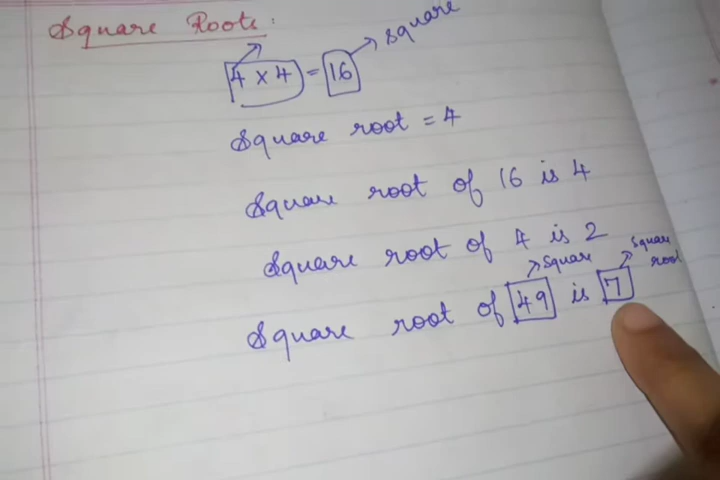 Square Roots:
4 x 4 = 16 square
Square root = 4
Square root of 16 is 4
Square root of 4 is 2
square
square root
Square root of 49 is 7